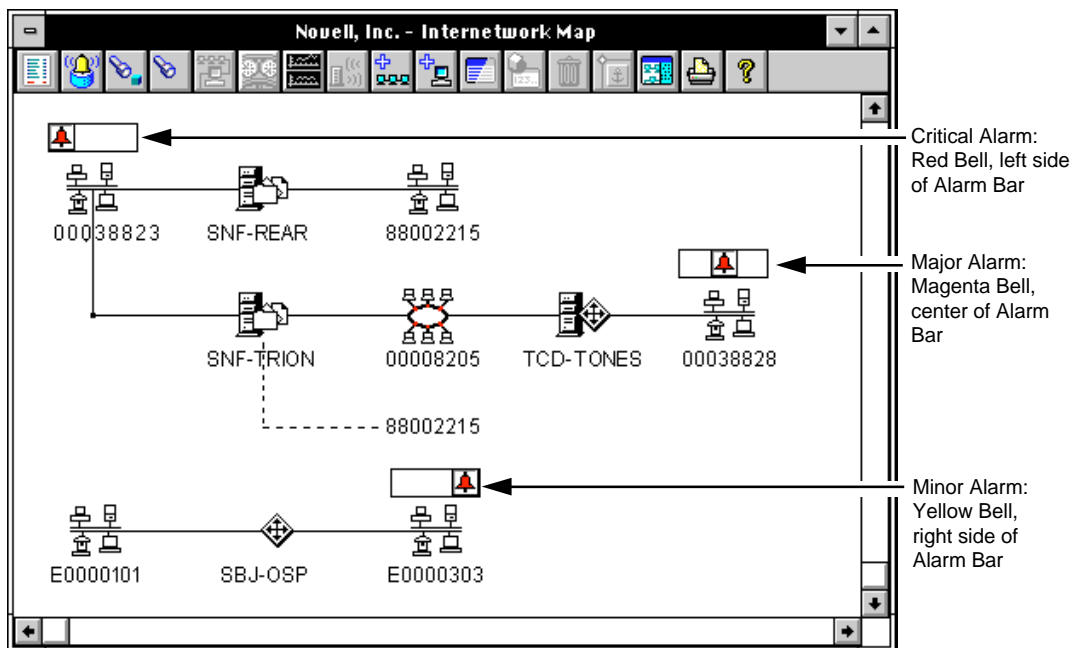 Novell, Inc. - Internetwork Map
123..
?
Critical Alarm:
Red Bell, left side
of Alarm Bar
00038823
SNF-REAR
88002215
Major Alarm:
Magenta Bell,
center of Alarm
Bar
SNF-TRION
00008205
TCD-TONES
00038828
88002215
Minor Alarm:
Yellow Bell,
right side of
Alarm Bar
E0000101
SBJ-OSP
E0000303